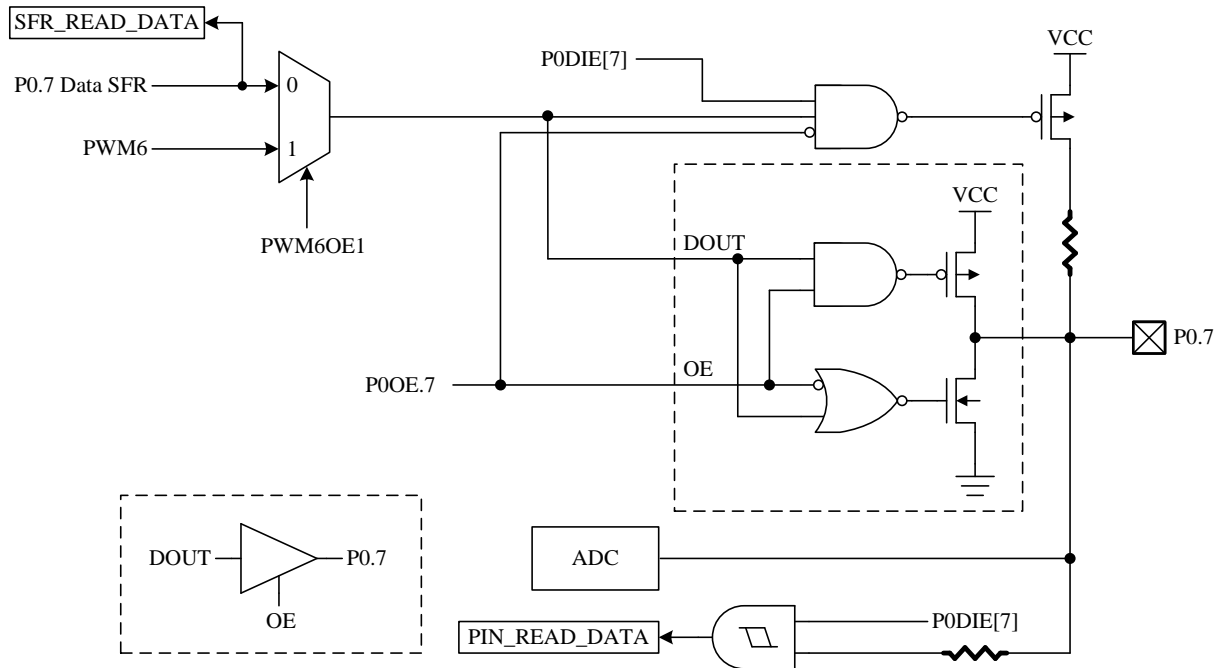 SFR_READ_DATA
P0.7 Data SFR
0
PWM6
1
PWM6OE1
P0DIE[7]
VCC
VCC
DOUT
P0.7
P0OE.7
OE
DOUT
P0.7
OE
ADC
PIN_READ_DATA
P0DIE[7]